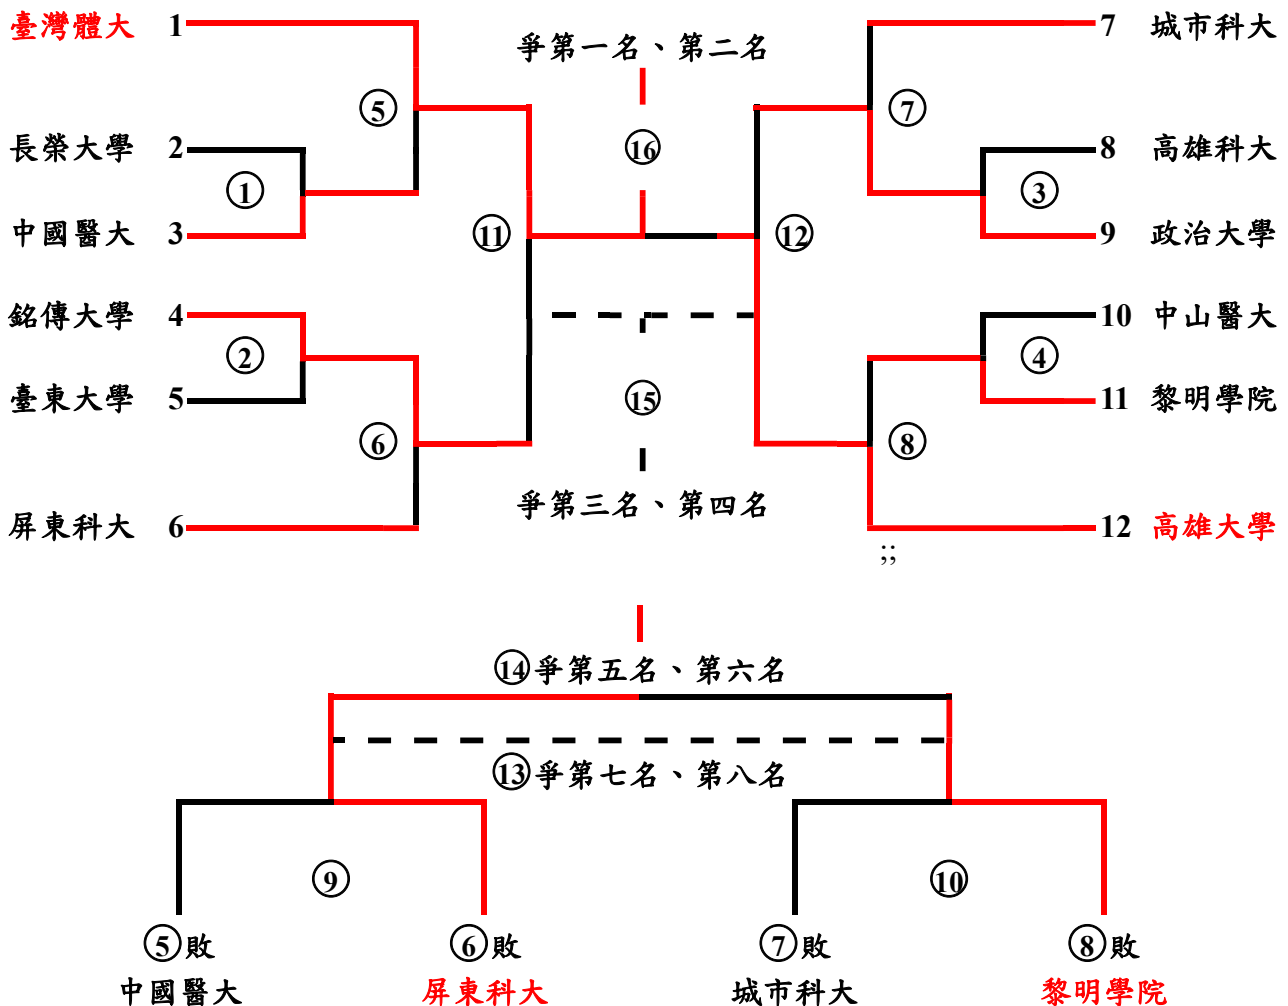 臺灣體大 1
爭第一名、第二名
7 城市科大
⑤
⑦
長榮大學 2
⑯
8 高雄科大
①
③
中國醫大 3
⑪
⑫
9 政治大學
銘傳大學 4
10 中山醫大
②
④
臺東大學 5
⑮
11 黎明學院
⑥
⑧
爭第三名、第四名
屏東科大 6
12 高雄大學
;;
⑭爭第五名、第六名
⑬爭第七名、第八名
⑨
⑩
⑤敗 ⑥敗 ⑦敗 ⑧敗
中國醫大 屏東科大 城市科大 黎明學院